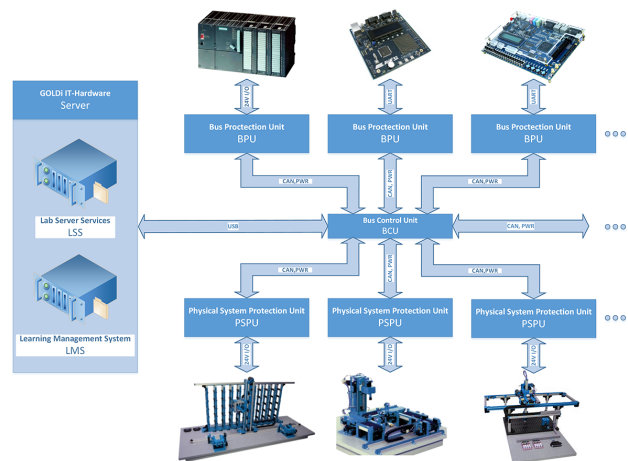 GOLDi IT-Hardware
Server
Lab Server Services
LSS
Learning Management System
LMS
24V I/O
UART
UART
Bus Proctection Unit
BPU
Bus Proctection Unit
BPU
Bus Proctection Unit
BPU
CAN,PWR
CAN, PWR
CAN,PWR
USB
Bus Control Unit
BCU
CAN, PWR
CAN,PWR
CAN, PWR
CAN,PWR
Physical System Protection Unit
PSPU
Physical System Protection Unit
PSPU
Physical System Protection Unit
PSPU
24V I/O
24V I/O
24V I/O